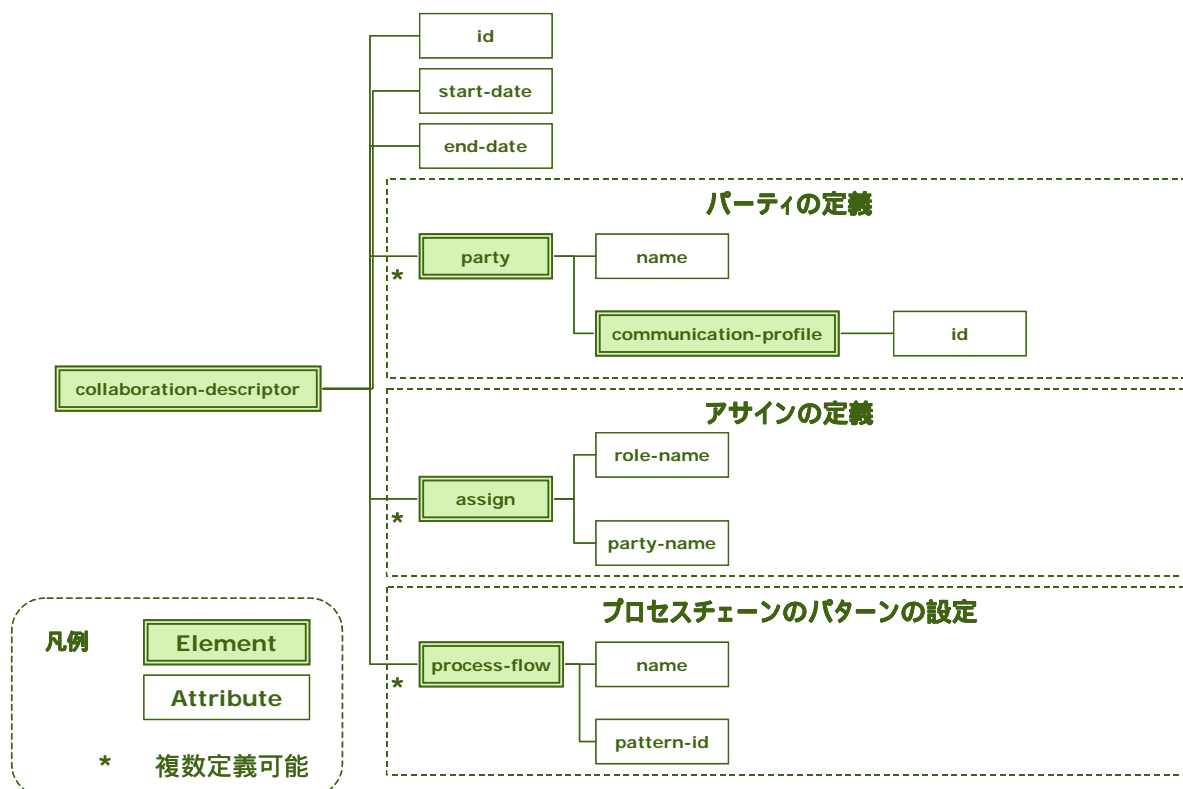 id
start-date
end-date
パーティの定義
party
name
*
communication-profile
id
collaboration-descriptor
アサインの定義
role-name
assign
*
party-name
プロセスチェーンのパターンの設定
process-flow
name
*
pattern-id
凡例
Element
Attribute
* 複数定義可能